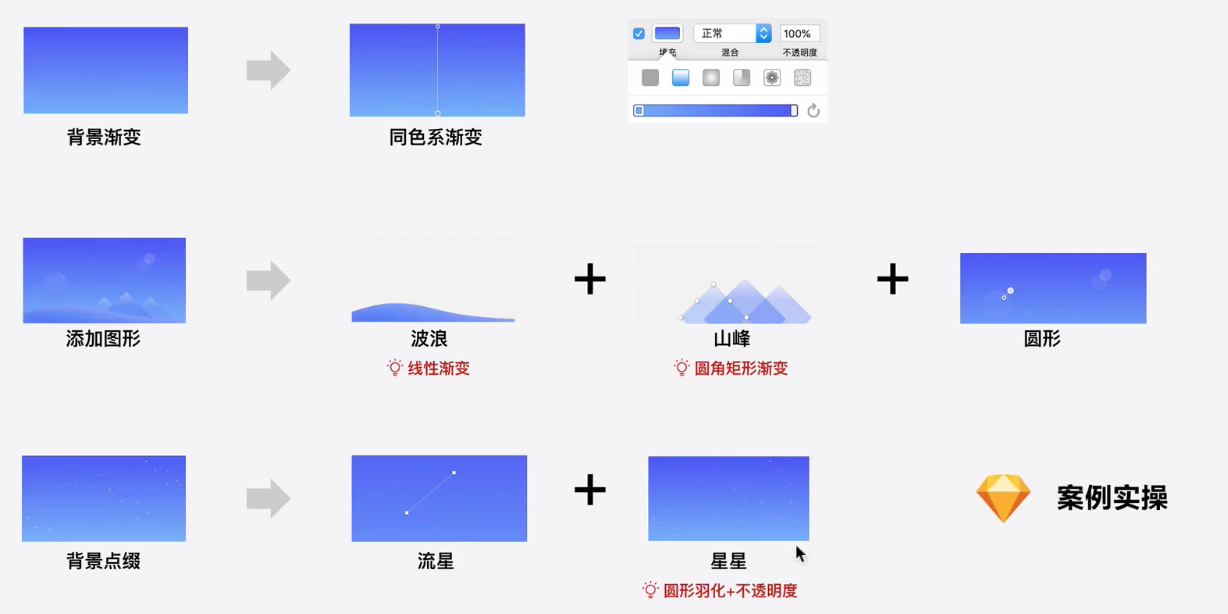 正常
100%
填充
混合
不透明度
背景渐变
同色系渐变
添加图形
波浪
山峰
圆形
线性渐变
圆角矩形渐变
案例实操
背景点缀
流星
星星
圆形羽化+不透明度